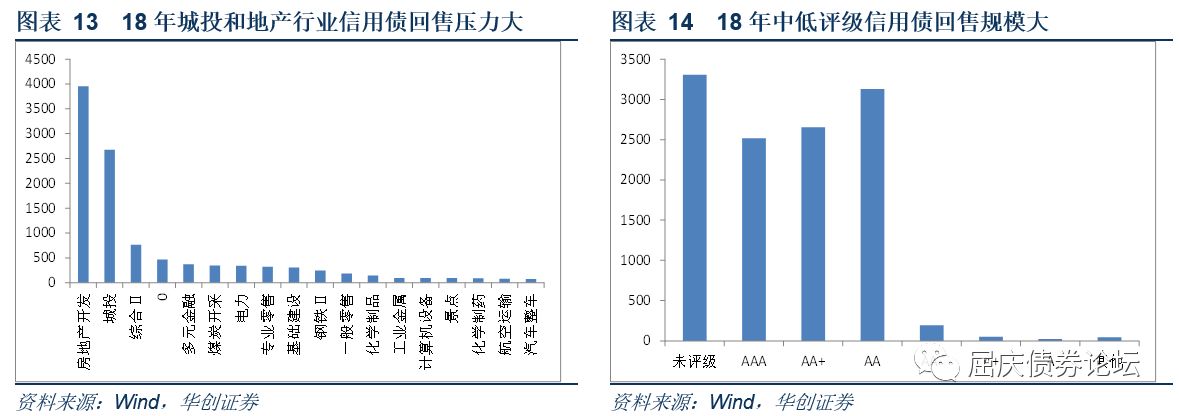 图表 13 18 年城投和地产行业信用债回售压力大
4500
4000
3500
3000
2500
2000
1500
1000
500
0
房地产开发
城投
综合Ⅱ
0
多元金融
煤炭开采
电力
专业零售
基础建设
钢铁Ⅱ
一般零售
化学制品
工业金属
计算机设备
景点
化学制药
航空运输
汽车整车
资料来源：Wind，华创证券
图表 14 18 年中低评级信用债回售规模大
3500
3000
2500
2000
1500
1000
500
0
未评级
AAA
AA+
AA
屈庆债券论坛
资料来源：Wind，华创证券